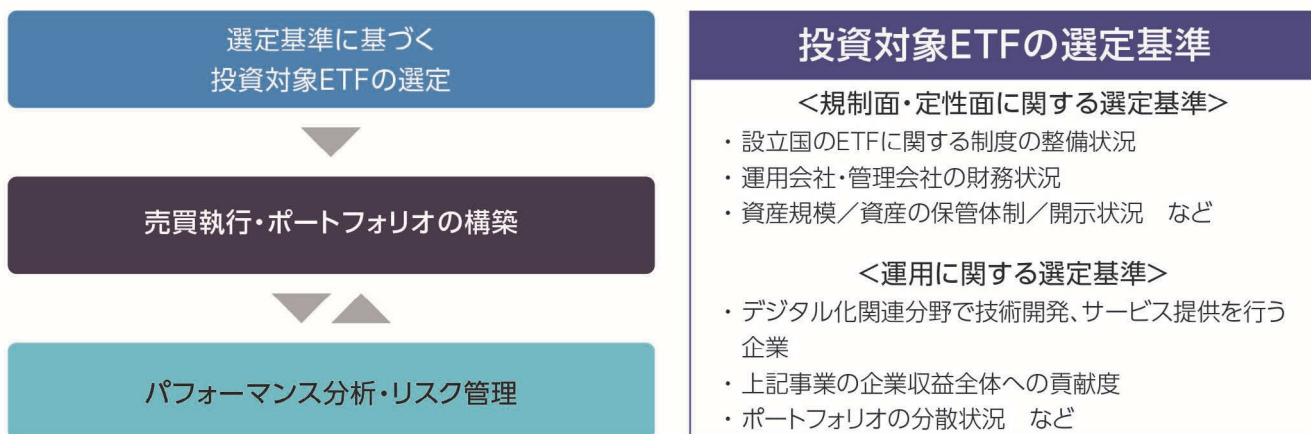 選定基準に基づく
投資対象ETFの選定
売買執行・ポートフォリオの構築
パフォーマンス分析・リスク管理
投資対象ETFの選定基準
<規制面・定性面に関する選定基準>
・設立国のETFに関する制度の整備状況
・運用会社・管理会社の財務状況
・資産規模／資産の保管体制／開示状況　など
<運用に関する選定基準>
・デジタル化関連分野で技術開発、サービス提供を行う
企業
・上記事業の企業収益全体への貢献度
・ポートフォリオの分散状況　など